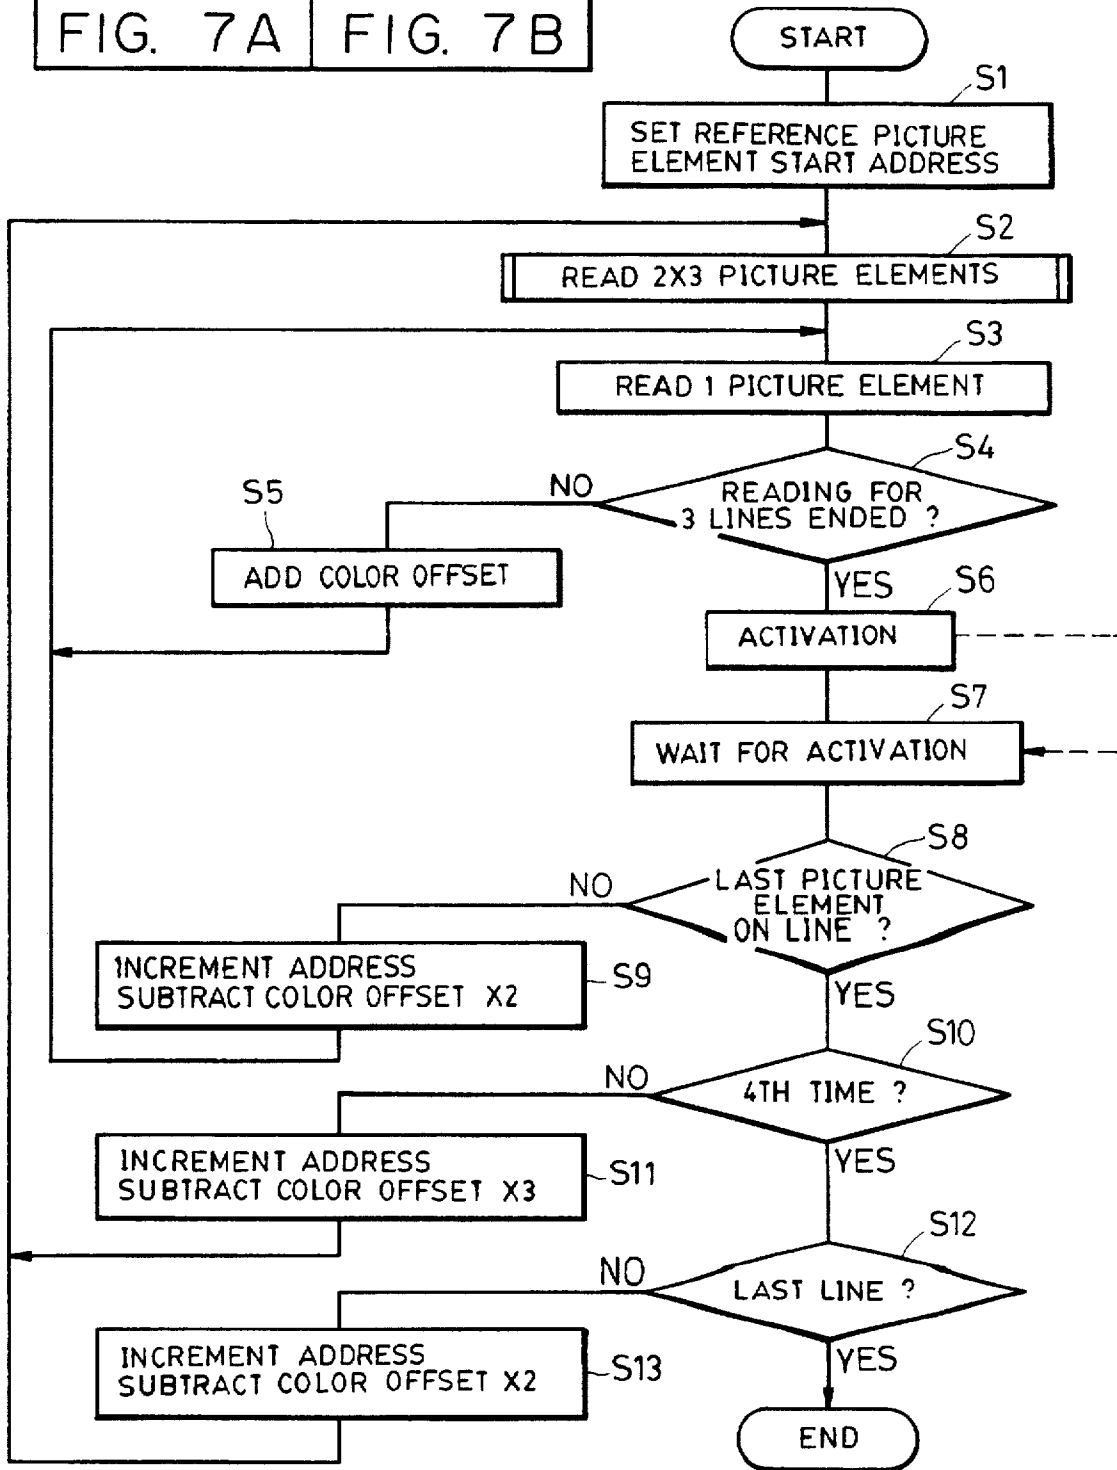 FIG. 7A
FIG. 7B
START
S1
SET REFERENCE PICTURE
ELEMENT START ADDRESS
S2
READ 2X3 PICTURE ELEMENTS
S3
READ 1 PICTURE ELEMENT
S4
READING FOR
3 LINES ENDED ?
NO
S5
ADD COLOR OFFSET
YES
S6
ACTIVATION
S7
WAIT FOR ACTIVATION
S8
LAST PICTURE
ELEMENT
ON LINE ?
NO
INCREMENT ADDRESS
SUBTRACT COLOR OFFSET X2
S9
YES
S10
4TH TIME ?
NO
INCREMENT ADDRESS
SUBTRACT COLOR OFFSET X3
S11
YES
S12
LAST LINE ?
NO
INCREMENT ADDRESS
SUBTRACT COLOR OFFSET X2
S13
YES
END